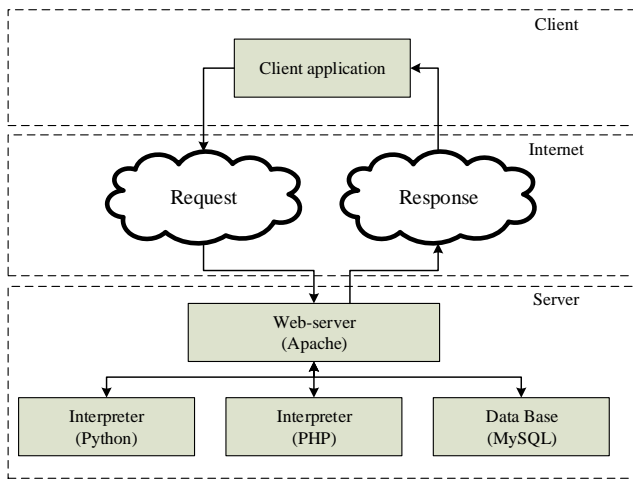 Client
Client application
Internet
Request
Response
Server
Web-server
(Apache)
Interpreter
(Python)
Interpreter
(PHP)
Data Base
(MySQL)